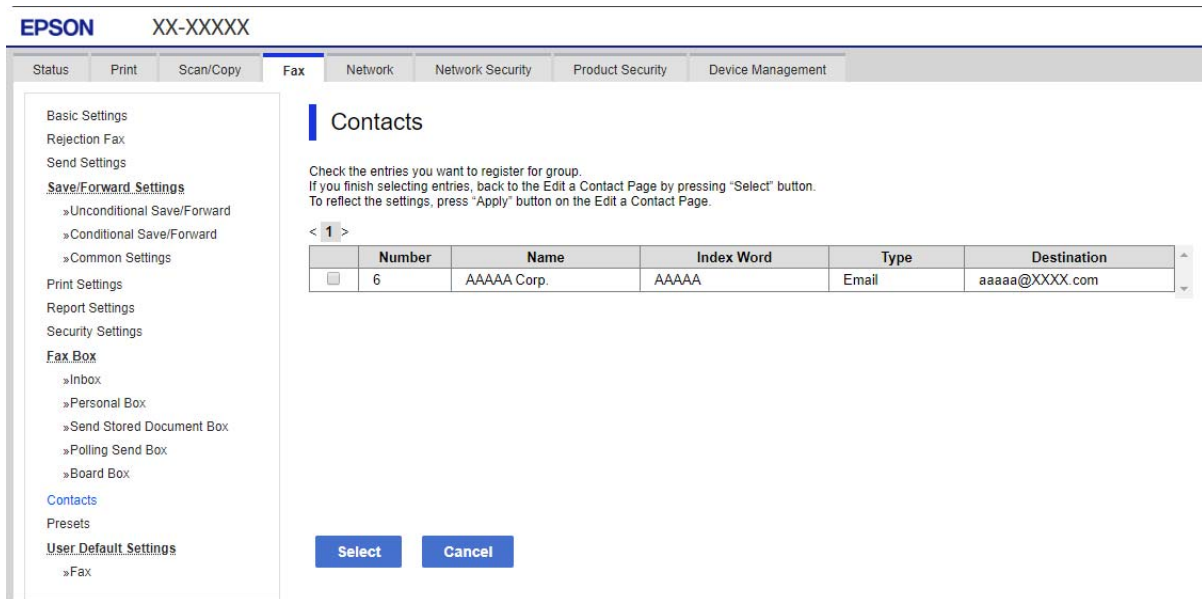 EPSON XX-XXXXX
Status Print Scan/Copy Fax Network Network Security Product Security Device Management
Basic Settings
Rejection Fax
Send Settings
Save/Forward Settings
»Unconditional Save/Forward
»Conditional Save/Forward
»Common Settings
Print Settings
Report Settings
Security Settings
Fax Box
»Inbox
»Personal Box
»Send Stored Document Box
»Polling Send Box
»Board Box
Contacts
Presets
User Default Settings
»Fax
Contacts
Check the entries you want to register for group.
If you finish selecting entries, back to the Edit a Contact Page by pressing “Select” button.
To reflect the settings, press “Apply” button on the Edit a Contact Page.
< 1 >
Number Name Index Word Type Destination
6 AAAAA Corp. AAAAA Email aaaaa@XXXX.com
Select Cancel